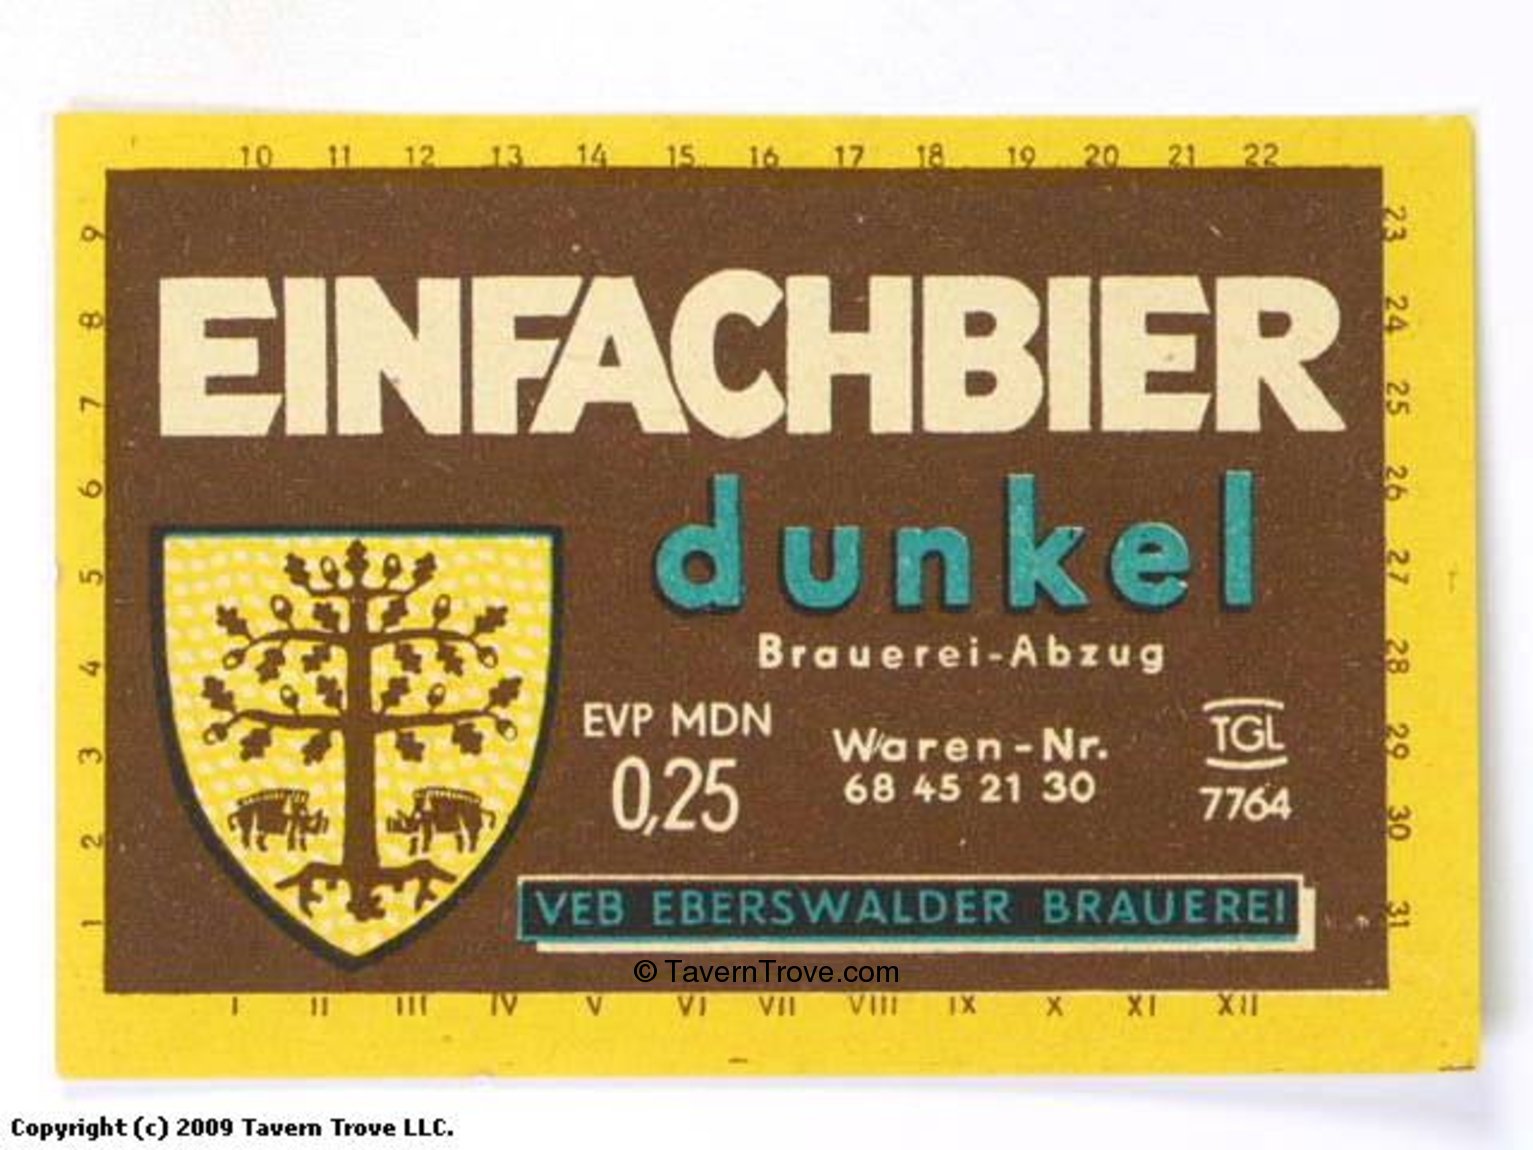 10 11 12 13 14 15 16 17 18 19 20 21 22
9 8 7 6 5 4 3 2 1
23 24 25 26 27 28 29 30 31
EINFACHBIER
dunkel
Brauerei-Abzug
EVP MDN
0,25
Waren-Nr.
68 45 21 30
TGL
7764
VEB EBERSWALDER BRAUEREI
© TavernTrove.com
I II III IV V VI VII VIII IX X XI XII
Copyright (c) 2009 Tavern Trove LLC.